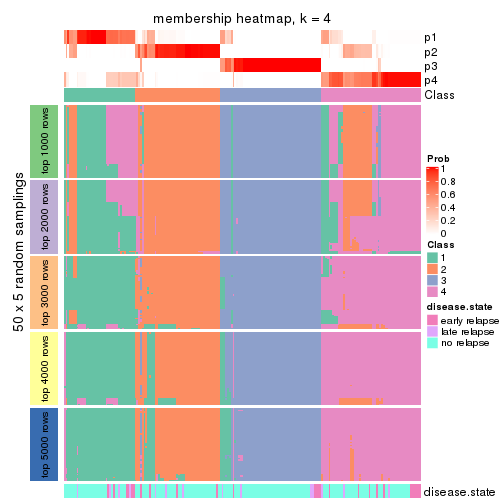 membership heatmap, k = 4
p1
p2
p3
p4
Class
50 x 5 random samplings
top 1000 rows
top 2000 rows
top 3000 rows
top 4000 rows
top 5000 rows
disease.state
Prob
1
0.8
0.6
0.4
0.2
0
Class
1
2
3
4
disease.state
early relapse
late relapse
no relapse